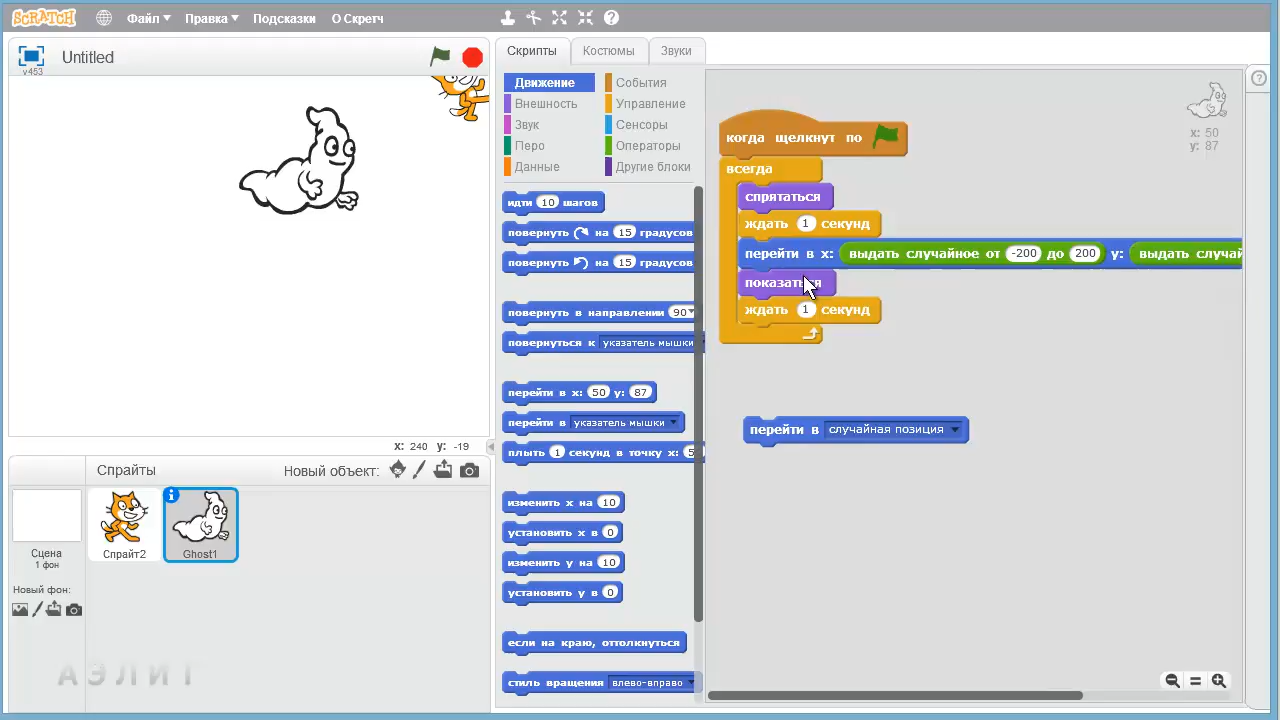 SCRATCH Файл Правка Подсказки О Скретч
Untitled
v453
x: 240 y: -19
Спрайты Новый объект:
Сцена
1 фон
Новый фон:
Спрайт2
Ghost1
АЭЛИТ
Скрипты Костюмы Звуки
Движение События
Внешность Управление
Звук Сенсоры
Перо Операторы
Данные Другие блоки
идти 10 шагов
повернуть на 15 градусов
повернуть на 15 градусов
повернуть в направлении 90
повернуться к указатель мышки
перейти в x: 50 y: 87
перейти в указатель мышки
плыть 1 секунд в точку x: 5
изменить x на 10
установить x в 0
изменить y на 10
установить y в 0
если на краю, оттолкнуться
стиль вращения влево-вправо
когда щелкнут по
всегда
спрятаться
ждать 1 секунд
перейти в x: выдать случайное от -200 до 200 y: выдать случай
показаться
ждать 1 секунд
перейти в случайная позиция
x: 50
y: 87